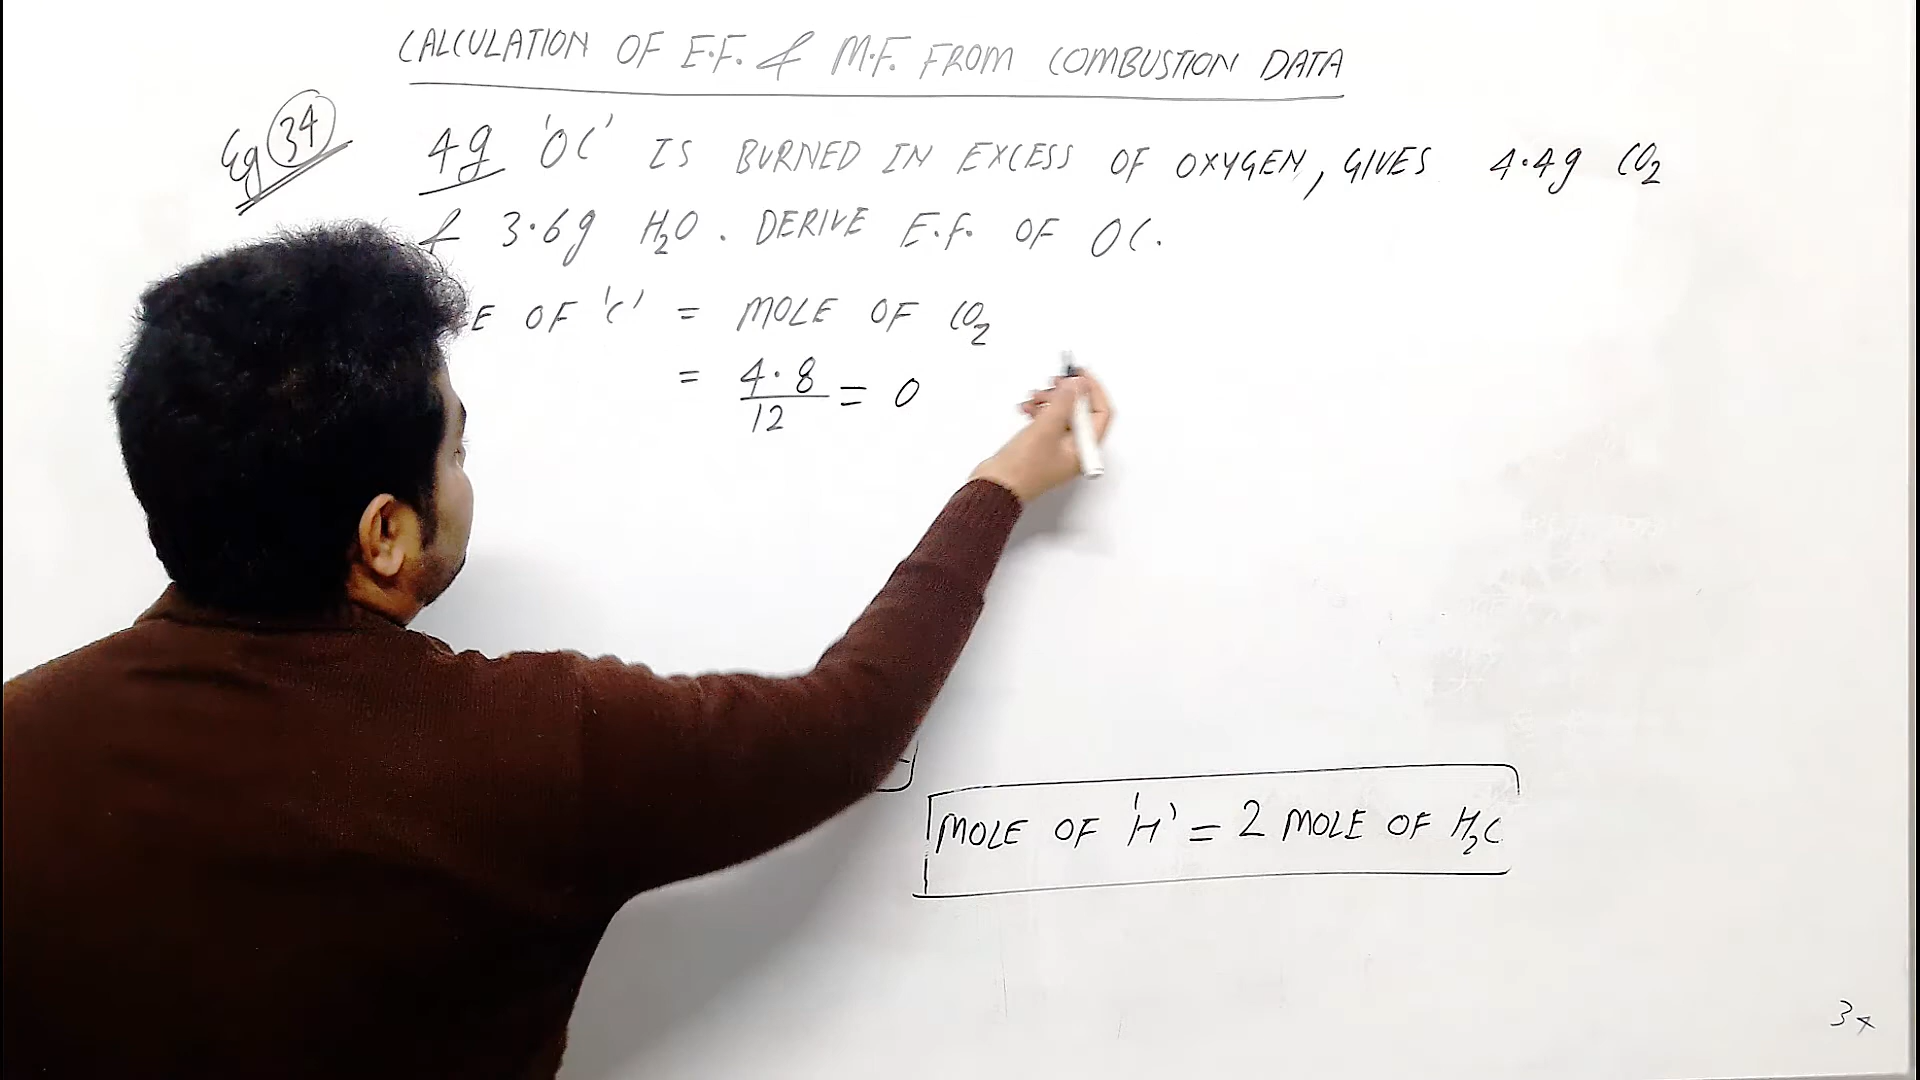 CALCULATION OF E.F. & M.F. FROM COMBUSTION DATA
Eg 34 4g 'OC' IS BURNED IN EXCESS OF OXYGEN, GIVES 4.4g CO2
& 3.6g H2O. DERIVE E.F. OF OC.
E OF 'C' = MOLE OF CO2
= 4.8/12 = 0
MOLE OF 'H' = 2 MOLE OF H2C